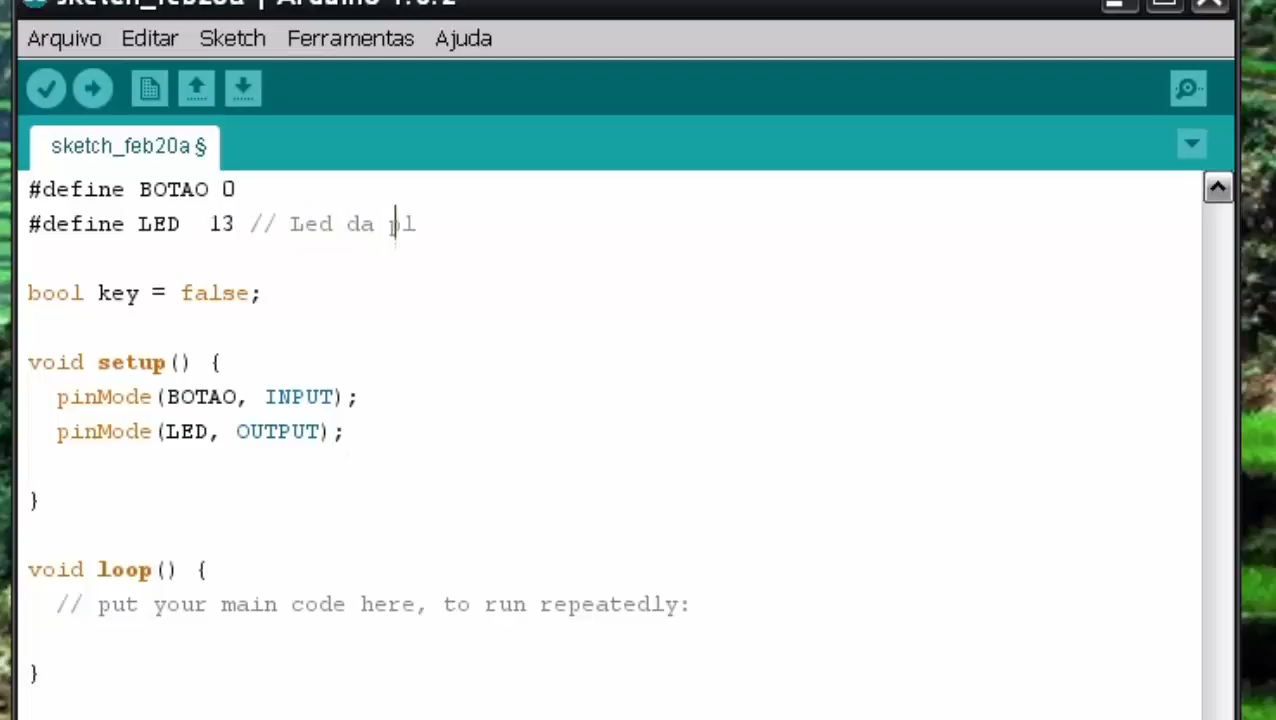 sketch_feb20a | Arduino 1.6.2
Arquivo Editar Sketch Ferramentas Ajuda
sketch_feb20a §
#define BOTAO 0
#define LED  13 // Led da pl
bool key = false;
void setup() {
pinMode(BOTAO, INPUT);
pinMode(LED, OUTPUT);
}
void loop() {
// put your main code here, to run repeatedly:
}